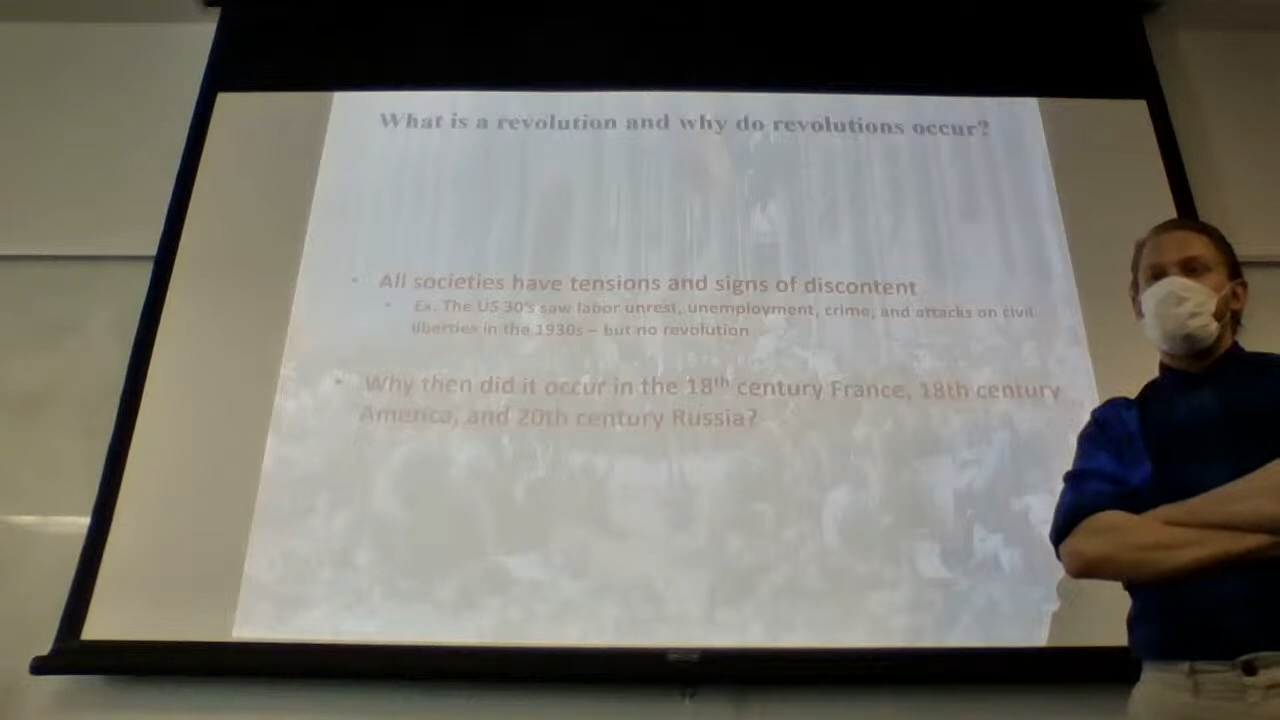 What is a revolution and why do revolutions occur?
• All societies have tensions and signs of discontent
• Ex. The US 30's saw labor unrest, unemployment, crime, and attacks on civil
liberties in the 1930s – but no revolution
• Why then did it occur in the 18th century France, 18th century
America, and 20th century Russia?